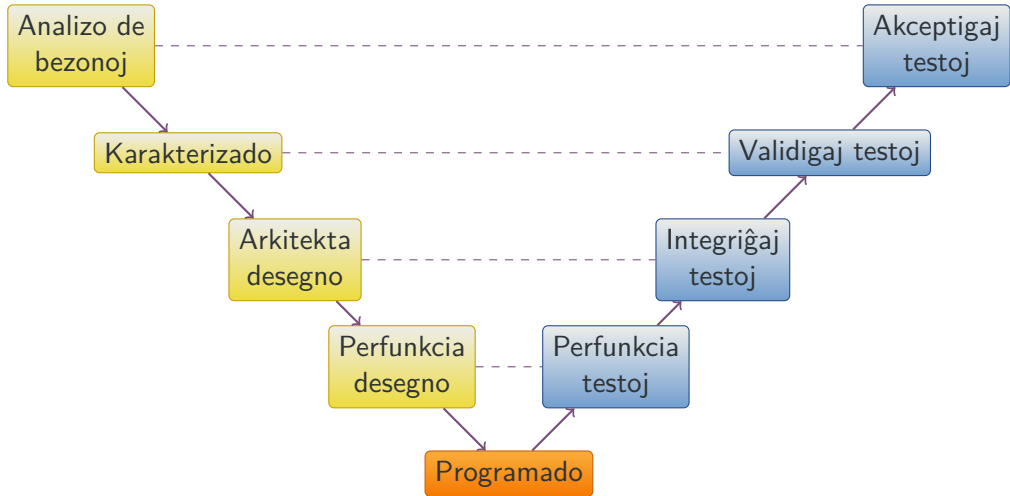 Analizo de
bezonoj
Akceptigaj
testoj
Karakterizado
Validigaj testoj
Arkitekta
desegno
Integriĝaj
testoj
Perfunkcia
desegno
Perfunkcia
testoj
Programado